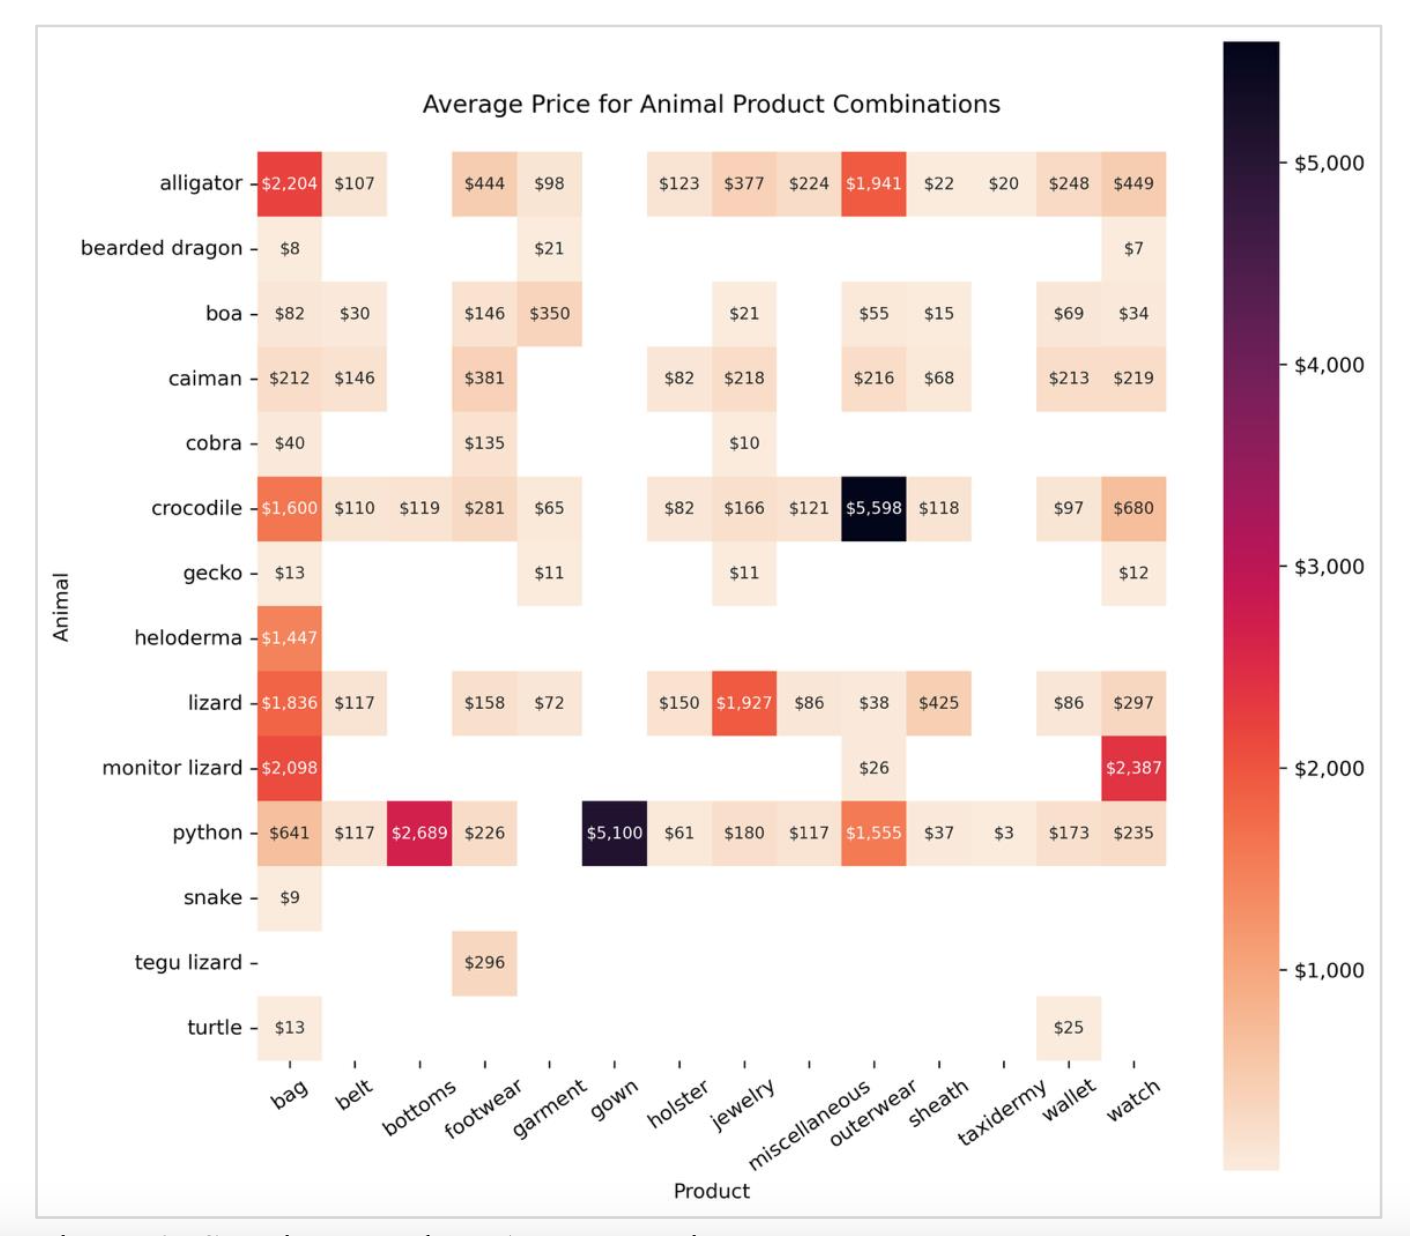 Average Price for Animal Product Combinations
alligator $2,204 $107 $444 $98 $123 $377 $224 $1,941 $22 $20 $248 $449
bearded dragon $8 $21 $7
boa $82 $30 $146 $350 $21 $55 $15 $69 $34
caiman $212 $146 $381 $82 $218 $216 $68 $213 $219
cobra $40 $135 $10
crocodile $1,600 $110 $119 $281 $65 $82 $166 $121 $5,598 $118 $97 $680
gecko $13 $11 $11 $12
heloderma $1,447
lizard $1,836 $117 $158 $72 $150 $1,927 $86 $38 $425 $86 $297
monitor lizard $2,098 $26 $2,387
python $641 $117 $2,689 $226 $5,100 $61 $180 $117 $1,555 $37 $3 $173 $235
snake $9
tegu lizard $296
turtle $13 $25
Animal
bag belt bottoms footwear garment gown holster jewelry miscellaneous outerwear sheath taxidermy wallet watch
Product
$5,000
$4,000
$3,000
$2,000
$1,000